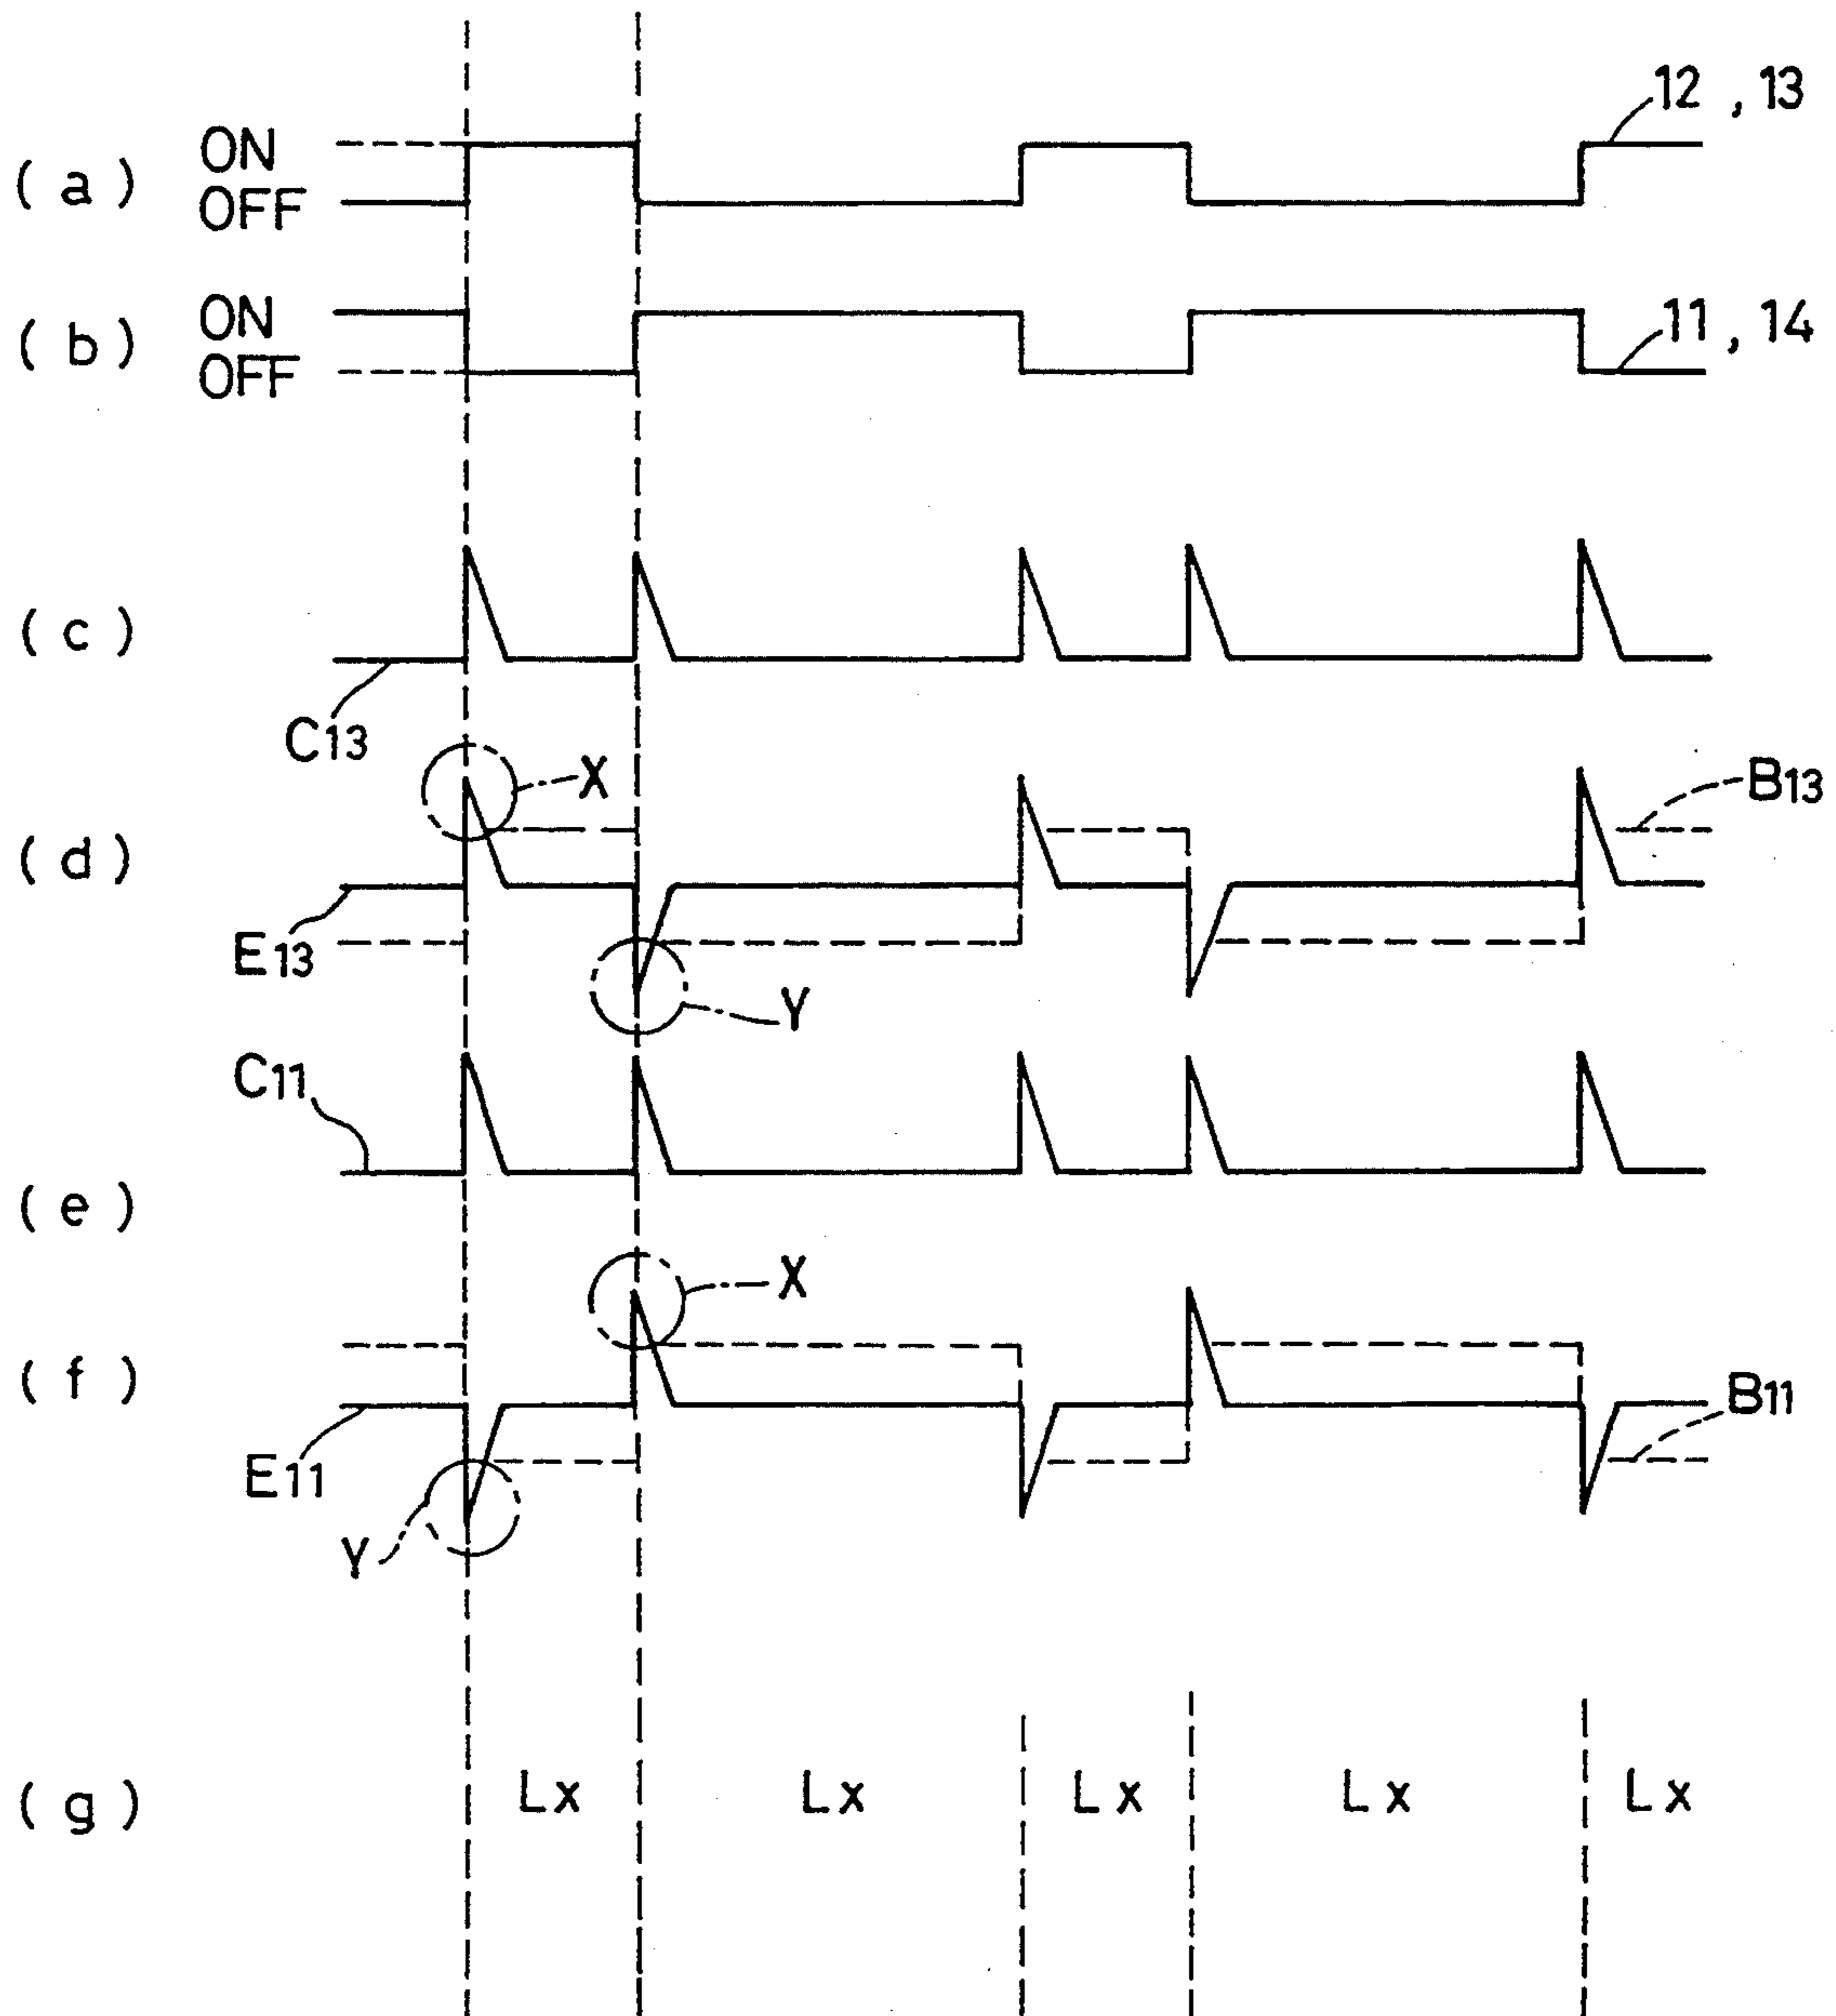 12 , 13
( a ) ON
OFF
( b ) ON
OFF
11 , 14
( c )
C13
X
B13
( d )
E13
Y
C11
( e )
X
( f )
B11
E11
Y
( g ) Lx Lx Lx Lx Lx